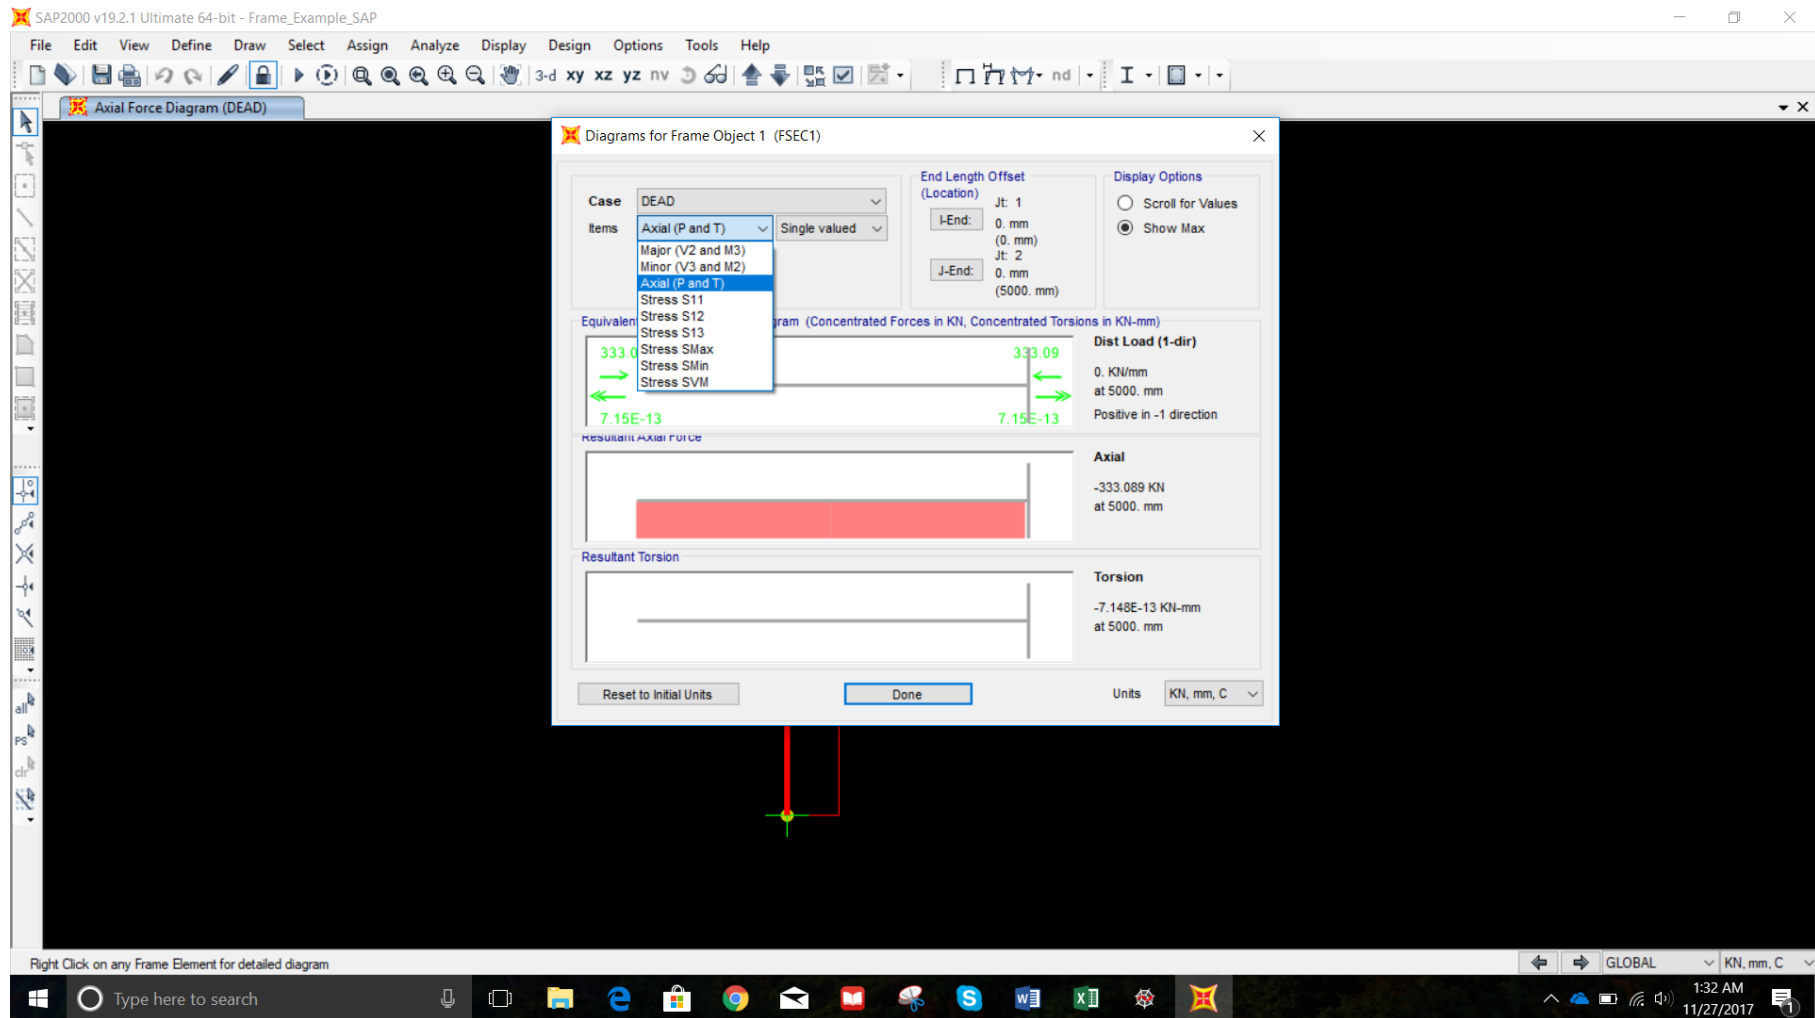 SAP2000 v19.2.1 Ultimate 64-bit - Frame_Example_SAP
File Edit View Define Draw Select Assign Analyze Display Design Options Tools Help
3-d xy xz yz nv nd
Axial Force Diagram (DEAD)
Diagrams for Frame Object 1 (FSEC1)
Case DEAD
Items Axial (P and T) Single valued
Major (V2 and M3)
Minor (V3 and M2)
Axial (P and T)
Stress S11
Stress S12
Stress S13
Stress SMax
Stress SMin
Stress SVM
End Length Offset
(Location)
Jt: 1
I-End: 0. mm
(0. mm)
Jt: 2
J-End: 0. mm
(5000. mm)
Display Options
Scroll for Values
Show Max
(Concentrated Forces in KN, Concentrated Torsions in KN-mm)
333.09
7.15E-13 7.15E-13
Dist Load (1-dir)
0. KN/mm
at 5000. mm
Positive in -1 direction
Resultant Axial Force
Axial
-333.089 KN
at 5000. mm
Resultant Torsion
Torsion
-7.148E-13 KN-mm
at 5000. mm
Reset to Initial Units Done Units KN, mm, C
all
PS
clr
Right Click on any Frame Element for detailed diagram GLOBAL KN, mm, C
Type here to search
1:32 AM
11/27/2017
1